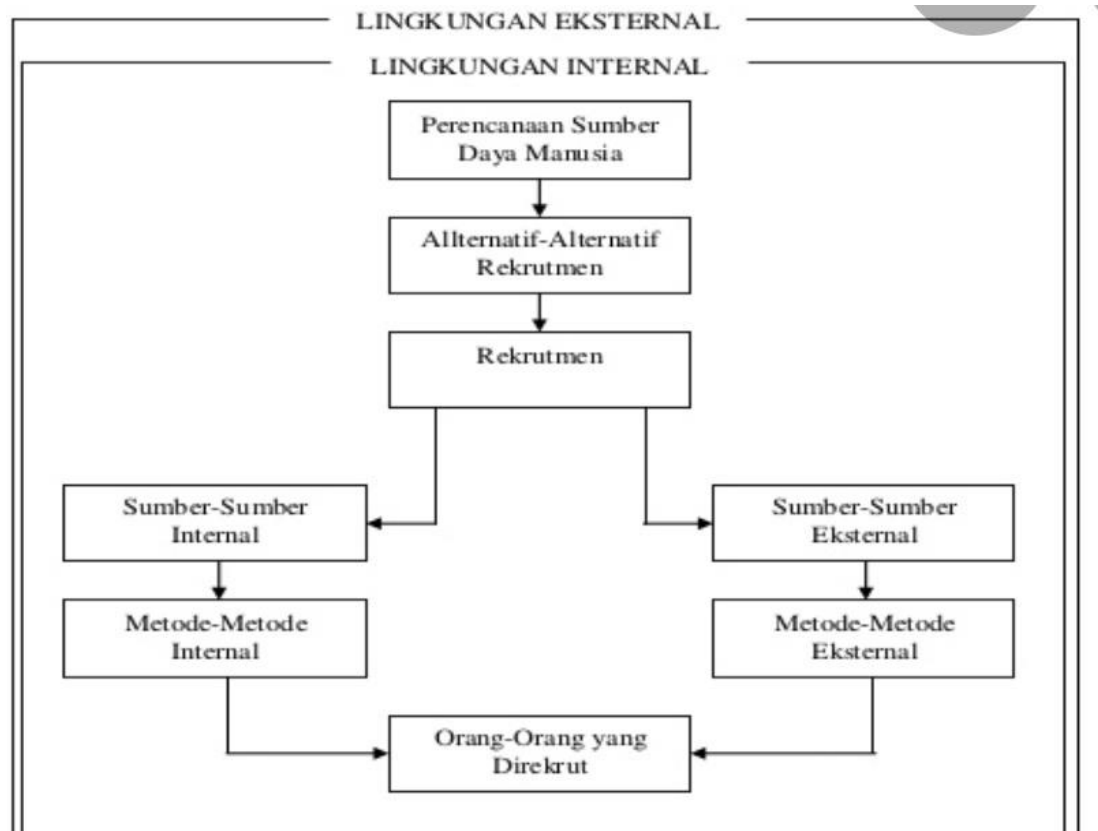 LINGKUNGAN EKSTERNAL
LINGKUNGAN INTERNAL
Perencanaan Sumber
Daya Manusia
Allternatif-Alternatif
Rekrutmen
Rekrutmen
Sumber-Sumber
Internal
Sumber-Sumber
Eksternal
Metode-Metode
Internal
Metode-Metode
Eksternal
Orang-Orang yang
Direkrut